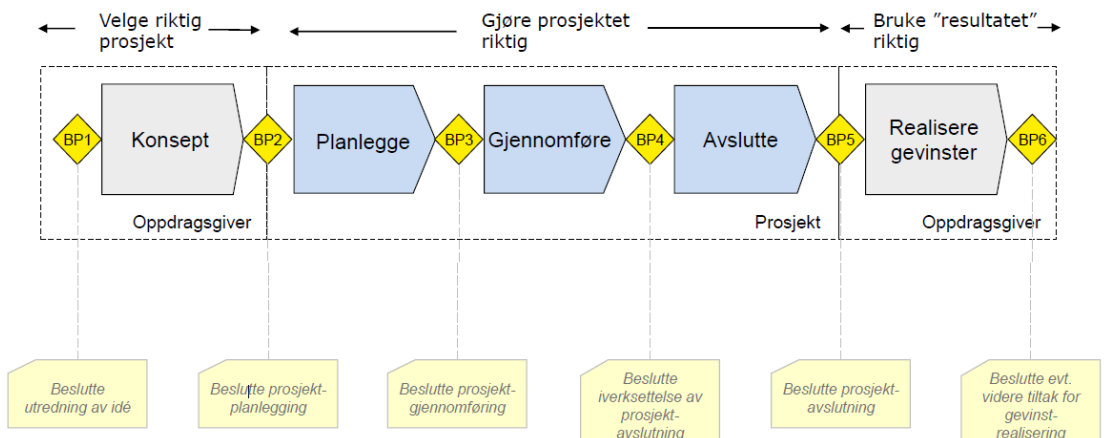 Velge riktig
prosjekt
Gjøre prosjektet
riktig
Bruke ”resultatet”
riktig
BP1
Konsept
BP2
Planlegge
BP3
Gjennomføre
BP4
Avslutte
BP5
Realisere
gevinster
BP6
Oppdragsgiver
Prosjekt
Oppdragsgiver
Beslutte
utredning av idé
Beslutte prosjekt-
planlegging
Beslutte prosjekt-
gjennomføring
Beslutte
iverksettelse av
prosjekt-
avslutning
Beslutte prosjekt-
avslutning
Beslutte evt.
videre tiltak for
gevinst-
realisering